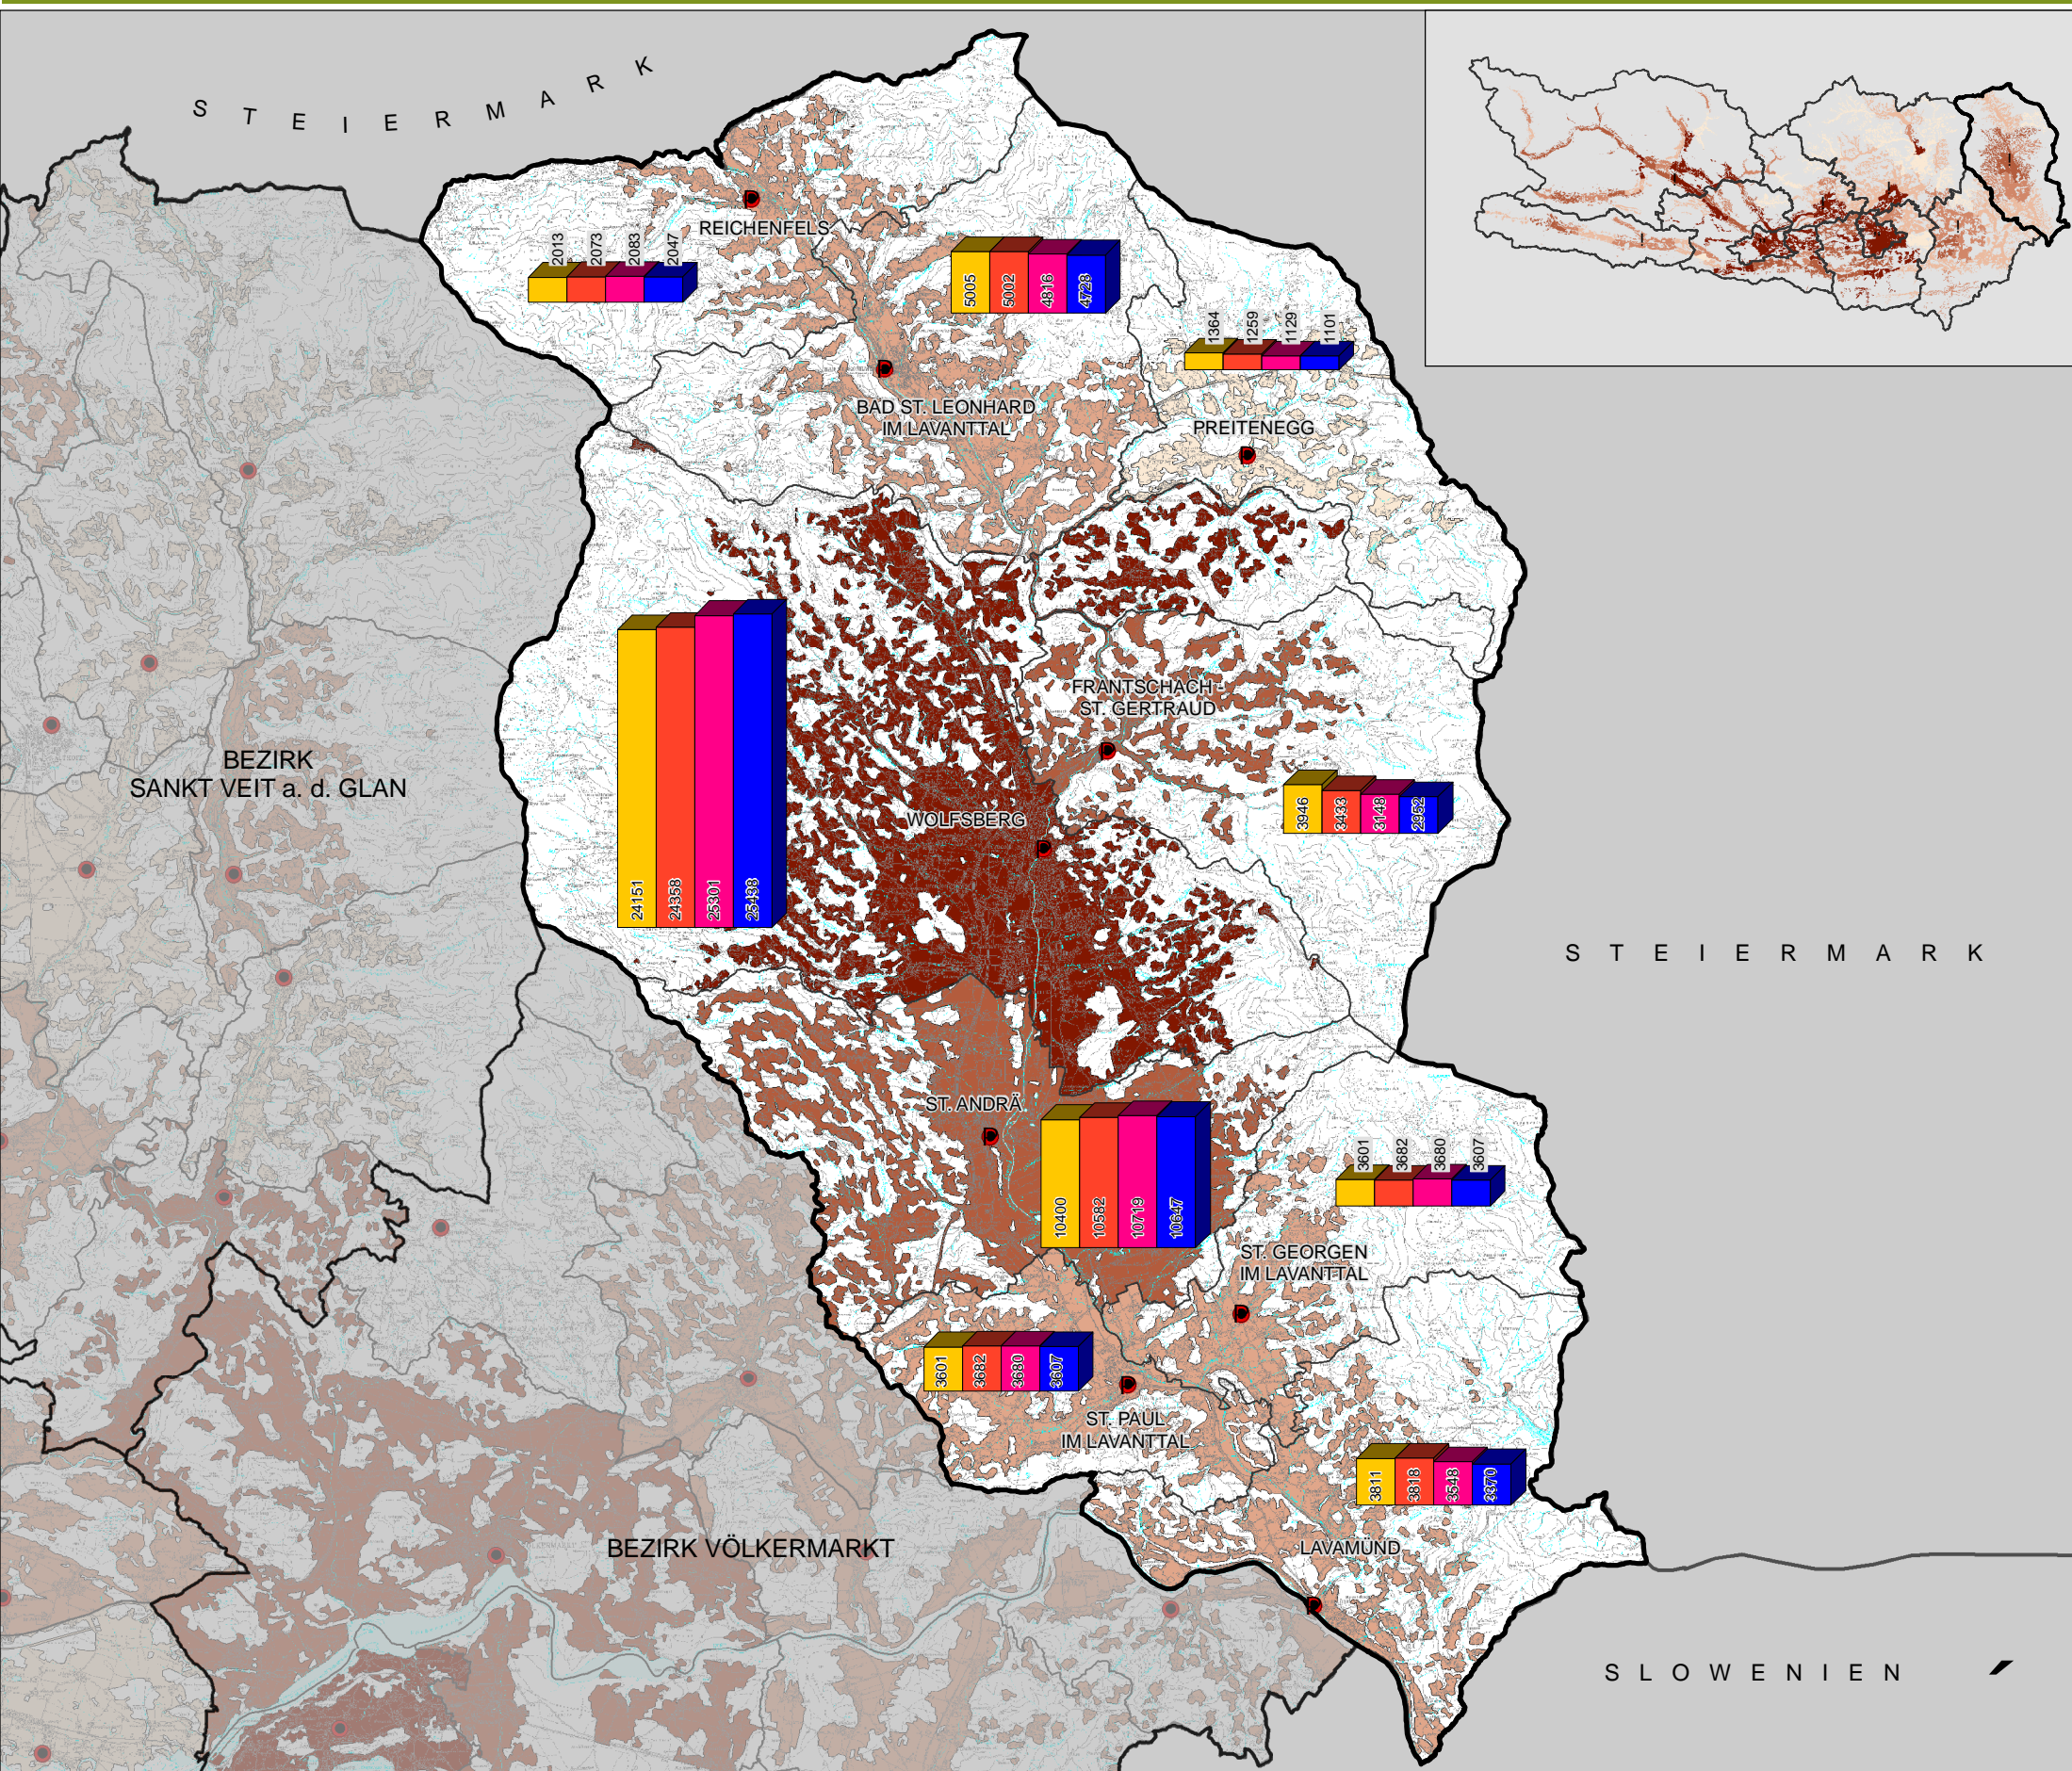 S T E I E R M A R K
REICHENFELS
2013
2073
2083
2047
5005
5002
4816
4728
1364
1259
1129
1101
BAD ST. LEONHARD
IM LAVANTTAL
PREITENEGG
FRANTSCHACH -
ST. GERTRAUD
BEZIRK
SANKT VEIT a. d. GLAN
24151
24358
25301
25438
WOLFSBERG
3946
3433
3148
2952
S T E I E R M A R K
ST. ANDRÄ
10400
10582
10719
10647
3601
3682
3680
3607
ST. GEORGEN
IM LAVANTTAL
3601
3682
3680
3607
ST. PAUL
IM LAVANTTAL
3811
3818
3548
3370
BEZIRK VÖLKERMARKT
LAVAMÜND
S L O W E N I E N